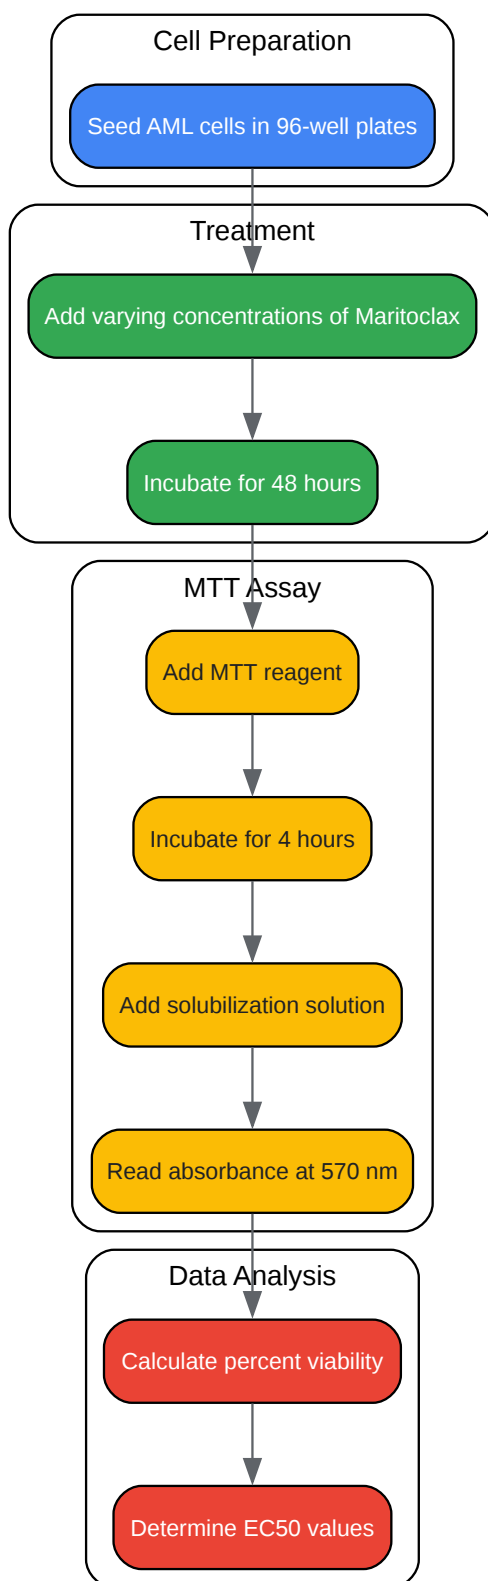 Cell Preparation
Seed AML cells in 96-well plates
Treatment
Add varying concentrations of Maritoclax
Incubate for 48 hours
MTT Assay
Add MTT reagent
Incubate for 4 hours
Add solubilization solution
Read absorbance at 570 nm
Data Analysis
Calculate percent viability
Determine EC50 values